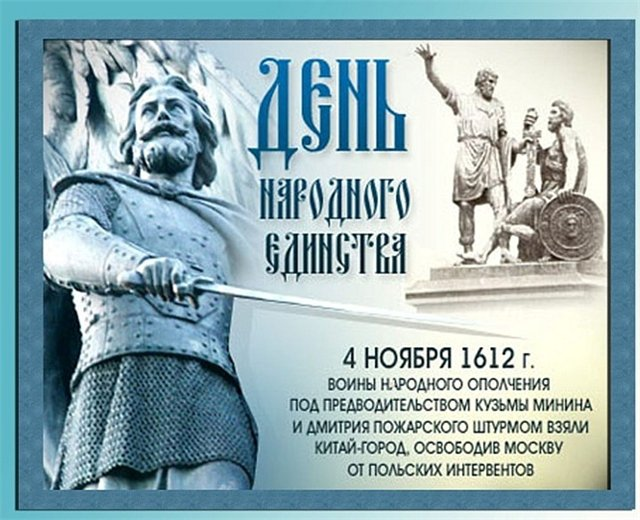 ДЕНЬ
НАРОДНОГО
ЕДИНСТВА
4 НОЯБРЯ 1612 г.
ВОИНЫ НАРОДНОГО ОПОЛЧЕНИЯ
ПОД ПРЕДВОДИТЕЛЬСТВОМ КУЗЬМЫ МИНИНА
И ДМИТРИЯ ПОЖАРСКОГО ШТУРМОМ ВЗЯЛИ
КИТАЙ-ГОРОД, ОСВОБОДИВ МОСКВУ
ОТ ПОЛЬСКИХ ИНТЕРВЕНТОВ